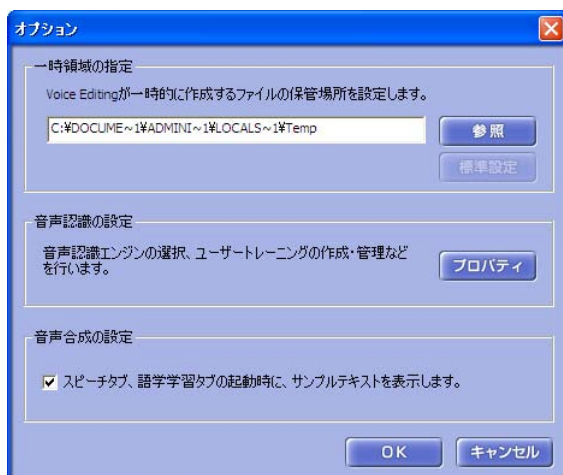 オプション
一時領域の指定
Voice Editingが一時的に作成するファイルの保管場所を設定します。
C:¥DOCUME~1¥ADMINI~1¥LOCALS~1¥Temp
参照
標準設定
音声認識の設定
音声認識エンジンの選択、ユーザートレーニングの作成・管理など
を行います。
プロパティ
音声合成の設定
スピーチタブ、語学学習タブの起動時に、サンプルテキストを表示します。
OK
キャンセル